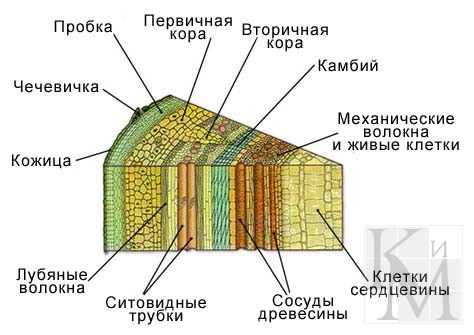 Пробка
Первичная
кора
Вторичная
кора
Камбий
Чечевичка
Механические
волокна
и живые клетки
Кожица
Лубяные
волокна
Ситовидные
трубки
Сосуды
древесины
Клетки
сердцевины
К и М